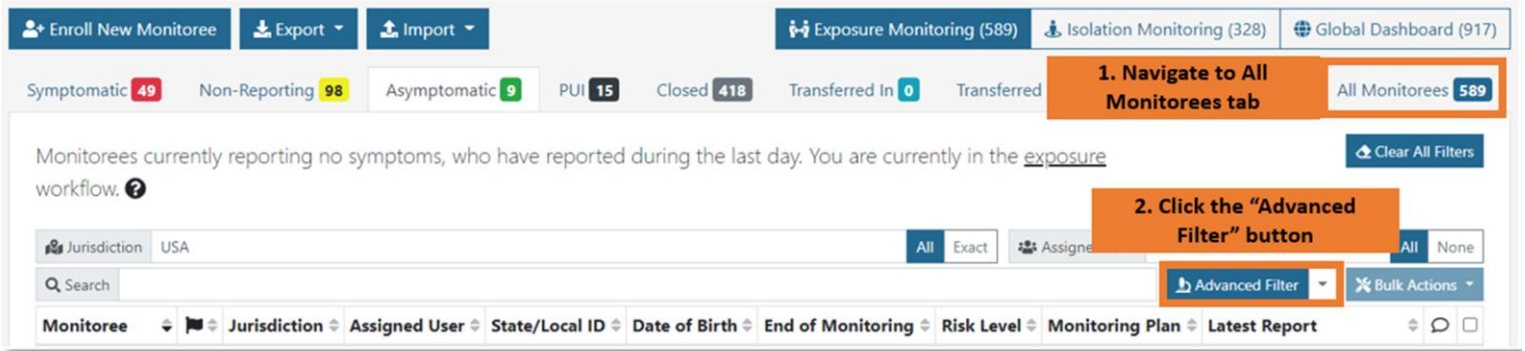 Enroll New Monitoree Export Import Exposure Monitoring (589) Isolation Monitoring (328) Global Dashboard (917)
Symptomatic 49 Non-Reporting 98 Asymptomatic 9 PUI 15 Closed 418 Transferred In 0 Transferred All Monitorees 589
1. Navigate to All
Monitorees tab
Monitorees currently reporting no symptoms, who have reported during the last day. You are currently in the exposure
workflow. ?
Clear All Filters
2. Click the “Advanced
Filter” button
Jurisdiction USA All Exact Assigne All None
Search Advanced Filter Bulk Actions
Monitoree Jurisdiction Assigned User State/Local ID Date of Birth End of Monitoring Risk Level Monitoring Plan Latest Report